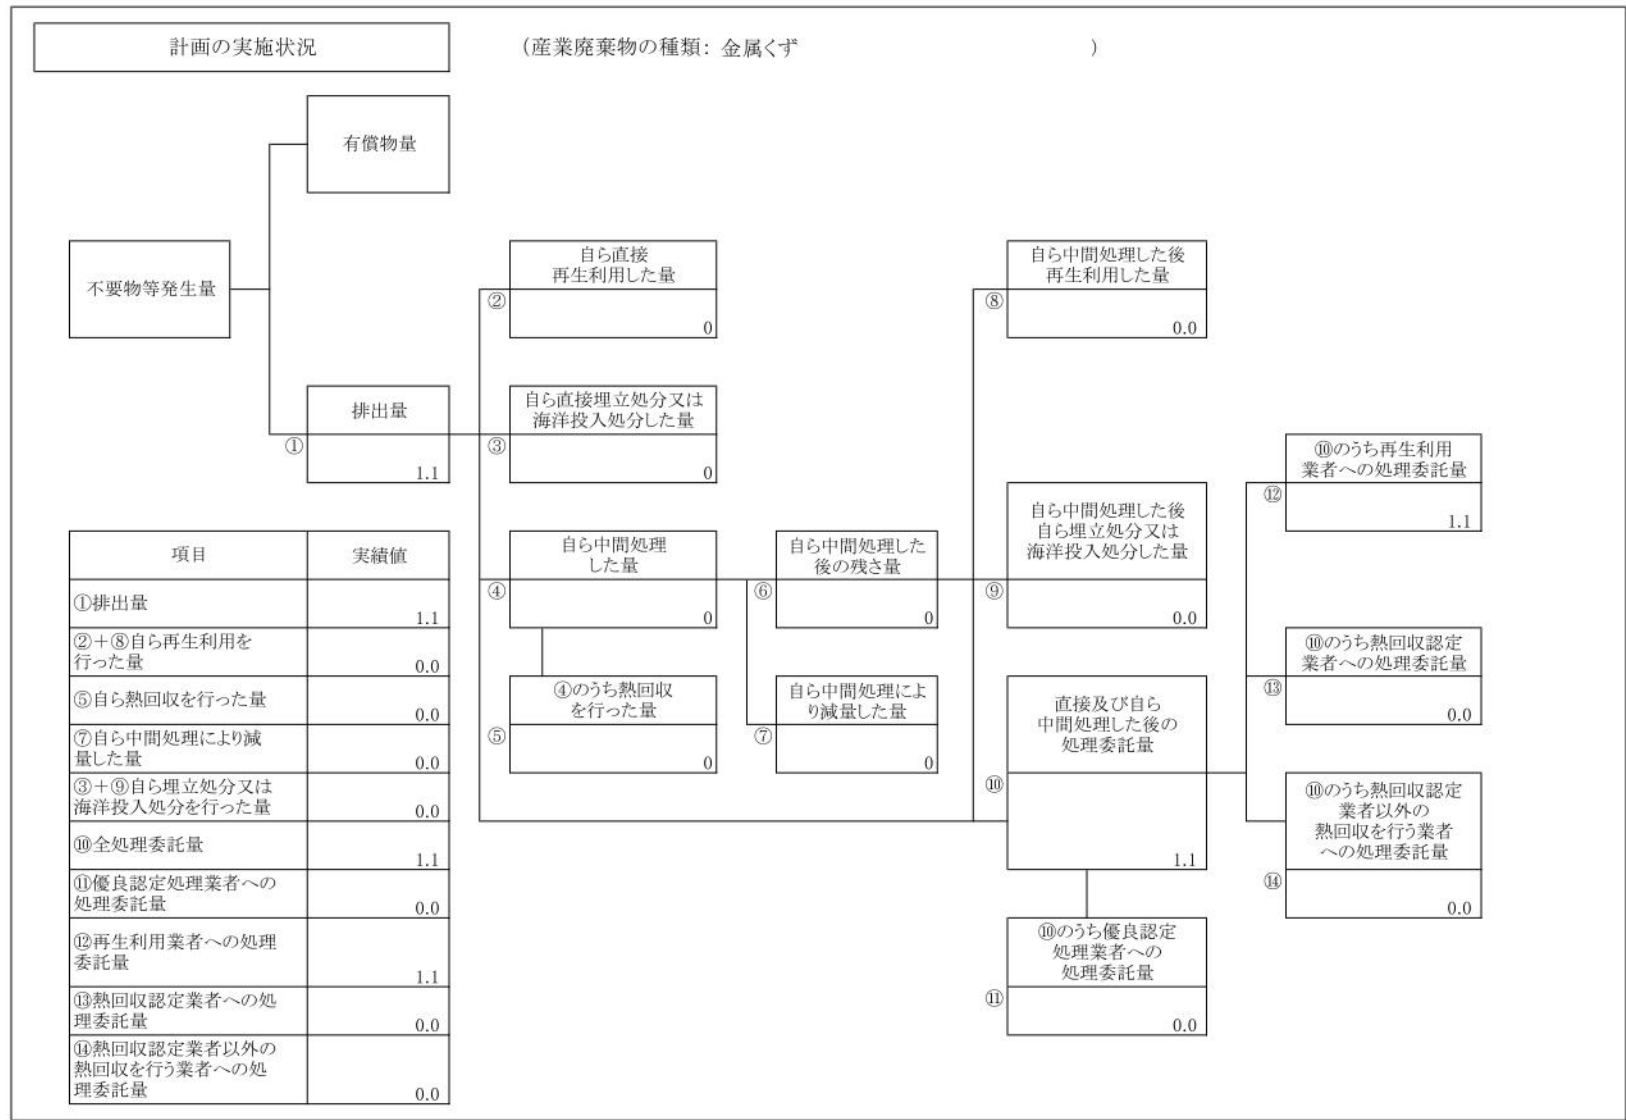 計画の実施状況
（産業廃棄物の種類：金属くず　）
有償物量
不要物等発生量
自ら直接
再生利用した量
②
0
自ら中間処理した後
再生利用した量
⑧
0.0
排出量
①
1.1
自ら直接埋立処分又は
海洋投入処分した量
③
0
⑩のうち再生利用
業者への処理委託量
⑫
1.1
項目 実績値
①排出量
1.1
②＋⑧自ら再生利用を
行った量
0.0
⑤自ら熱回収を行った量
0.0
⑦自ら中間処理により減
量した量
0.0
③＋⑨自ら埋立処分又は
海洋投入処分を行った量
0.0
⑩全処理委託量
1.1
⑪優良認定処理業者への
処理委託量
0.0
⑫再生利用業者への処理
委託量
1.1
⑬熱回収認定業者への処
理委託量
0.0
⑭熱回収認定業者以外の
熱回収を行う業者への処
理委託量
0.0
自ら中間処理
した量
④
0
自ら中間処理した
後の残さ量
⑥
0
自ら中間処理した後
自ら埋立処分又は
海洋投入処分した量
⑨
0.0
④のうち熱回収
を行った量
⑤
0
自ら中間処理によ
り減量した量
⑦
0
直接及び自ら
中間処理した後の
処理委託量
⑩
1.1
⑩のうち熱回収認定
業者への処理委託量
⑬
0.0
⑩のうち熱回収認定
業者以外の
熱回収を行う業者
への処理委託量
⑭
0.0
⑩のうち優良認定
処理業者への
処理委託量
⑪
0.0